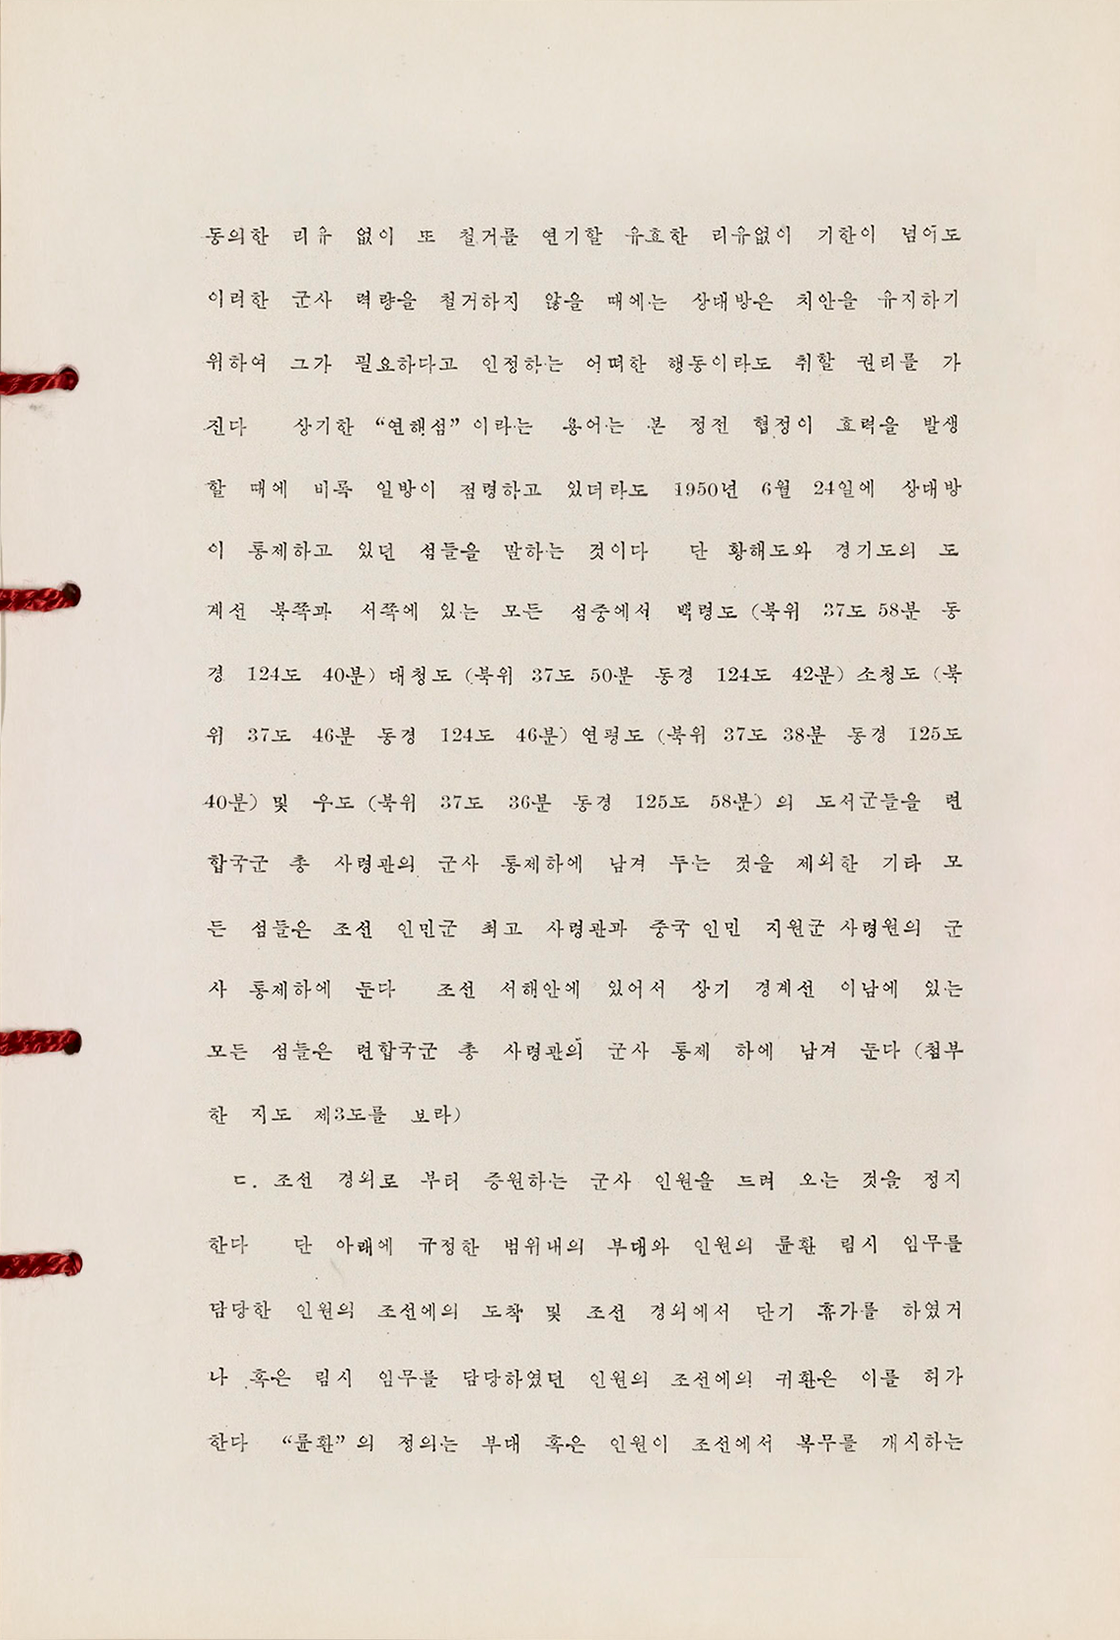 동의한 리유 없이 또 철거를 연기할 유효한 리유없이 기한이 넘어도
이러한 군사 력량을 철거하지 않을 때에는 상대방은 치안을 유지하기
위하여 그가 필요하다고 인정하는 어떠한 행동이라도 취할 권리를 가
진다 상기한 “연해섬” 이라는 용어는 본 정전 협정이 효력을 발생
할 때에 비록 일방이 점령하고 있더라도 1950년 6월 24일에 상대방
이 통제하고 있던 섬들을 말하는 것이다 단 황해도와 경기도의 도
계선 북쪽과 서쪽에 있는 모든 섬중에서 백령도 (북위 37도 58분 동
경 124도 40분) 대청도 (북위 37도 50분 동경 124도 42분) 소청도 (북
위 37도 46분 동경 124도 46분) 연평도 (북위 37도 38분 동경 125도
40분) 및 우도 (북위 37도 36분 동경 125도 58분) 의 도서군들을 련
합국군 총 사령관의 군사 통제하에 남겨 두는 것을 제외한 기타 모
든 섬들은 조선 인민군 최고 사령관과 중국 인민 지원군 사령원의 군
사 통제하에 둔다 조선 서해안에 있어서 상기 경계선 이남에 있는
모든 섬들은 련합국군 총 사령관의 군사 통제 하에 남겨 둔다 (첨부
한 지도 제3도를 보라)
ㄷ. 조선 경외로 부터 증원하는 군사 인원을 드려 오는 것을 정지
한다 단 아래에 규정한 범위내의 부대와 인원의 륜환 림시 임무를
담당한 인원의 조선에의 도착 및 조선 경외에서 단기 휴가를 하였거
나 혹은 림시 임무를 담당하였던 인원의 조선에의 귀환은 이를 허가
한다 “륜환” 의 정의는 부대 혹은 인원이 조선에서 복무를 개시하는